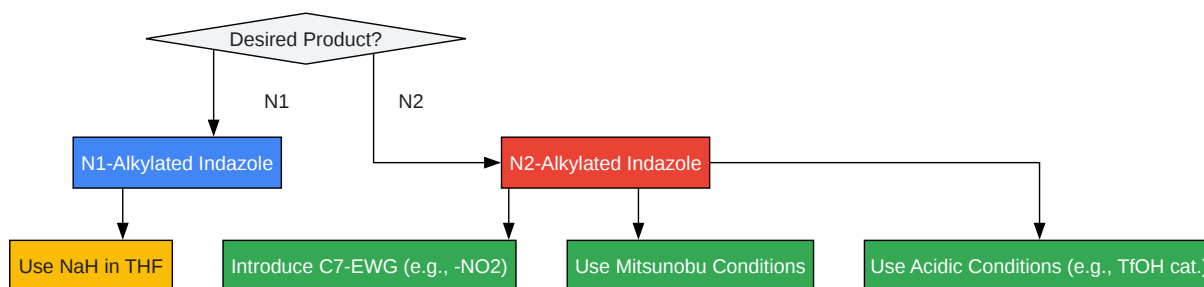 Desired Product?
N1
N2
N1-Alkylated Indazole
N2-Alkylated Indazole
Use NaH in THF
Introduce C7-EWG (e.g., -NO2)
Use Mitsunobu Conditions
Use Acidic Conditions (e.g., TfOH cat.)